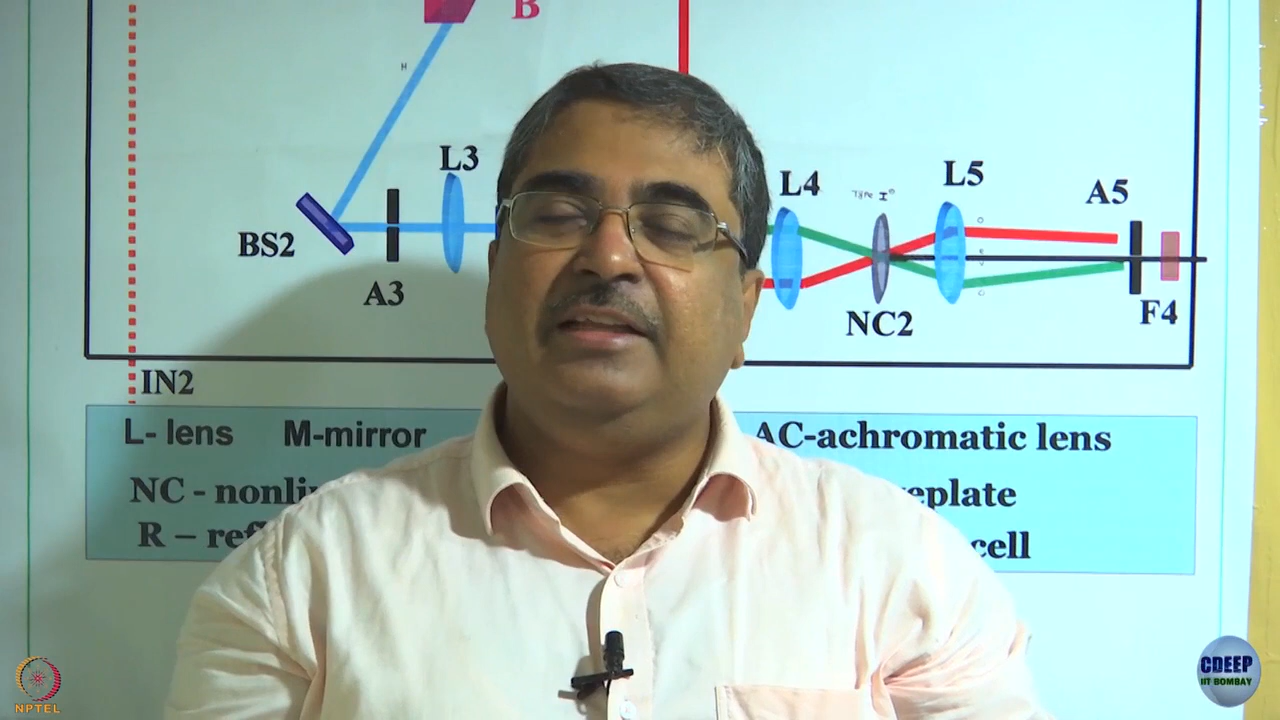 B
H
L3
L4
Type I
L5
A5
BS2
A3
NC2
F4
IN2
L- lens M-mirror AC-achromatic lens
NC - nonli eplate
R – ref cell
NPTEL
CDEEP
IIT BOMBAY